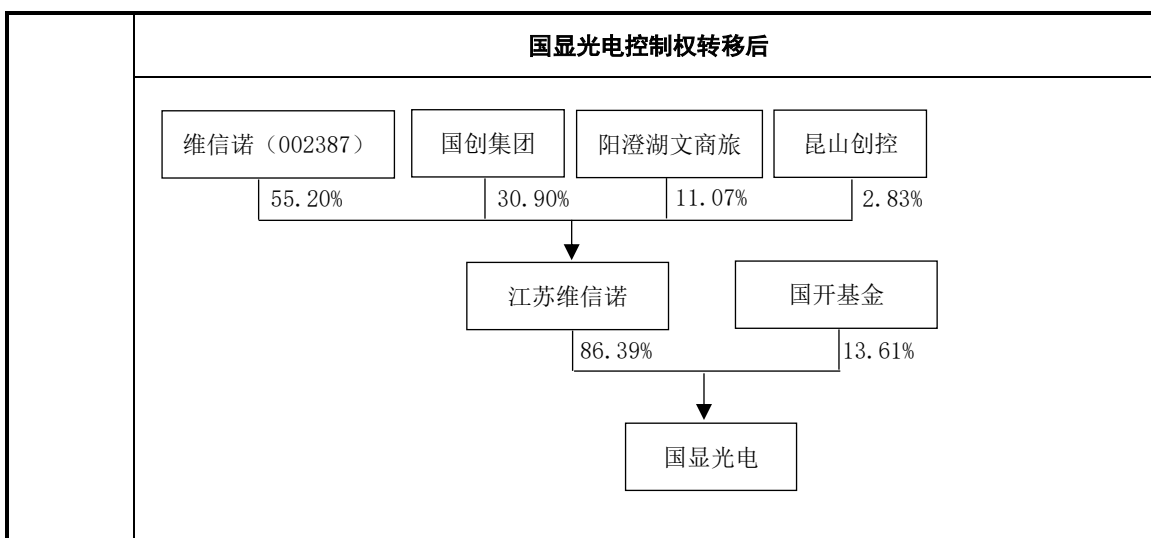 国显光电控制权转移后
维信诺（002387）
国创集团
阳澄湖文商旅
昆山创控
55.20%
30.90%
11.07%
2.83%
江苏维信诺
国开基金
86.39%
13.61%
国显光电